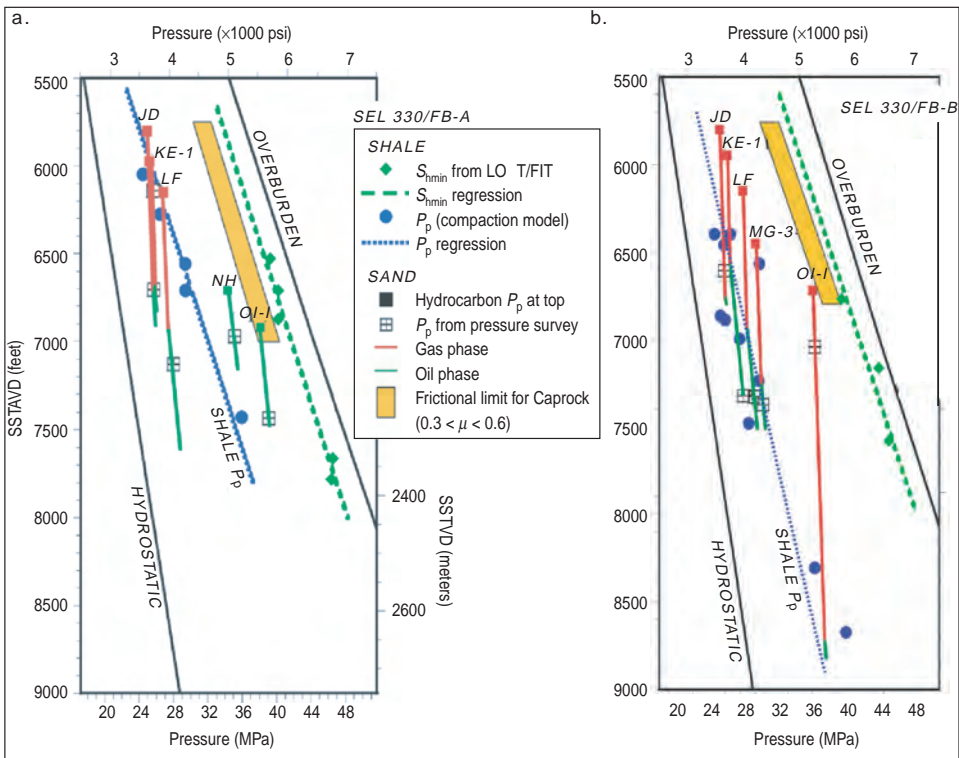 a.
Pressure (×1000 psi)
3 4 5 6 7
5500
6000
6500
7000
7500
8000
8500
9000
SSTAVD (feet)
JD
KE-1
LF
NH
OI-I
OVERBURDEN
SHALE Pp
HYDROSTATIC
20 24 28 32 36 40 44 48
Pressure (MPa)
2400
2600
SSTVD (meters)
SEL 330/FB-A
SHALE
Shmin from LO T/FIT
Shmin regression
Pp (compaction model)
Pp regression
SAND
Hydrocarbon Pp at top
Pp from pressure survey
Gas phase
Oil phase
Frictional limit for Caprock
(0.3 < μ < 0.6)
b.
Pressure (×1000 psi)
3 4 5 6 7
5500
6000
6500
7000
7500
8000
8500
9000
SEL 330/FB-B
JD
KE-1
LF
MG-3-
OI-I
OVERBURDEN
SHALE Pp
HYDROSTATIC
20 24 28 32 36 40 44 48
Pressure (MPa)